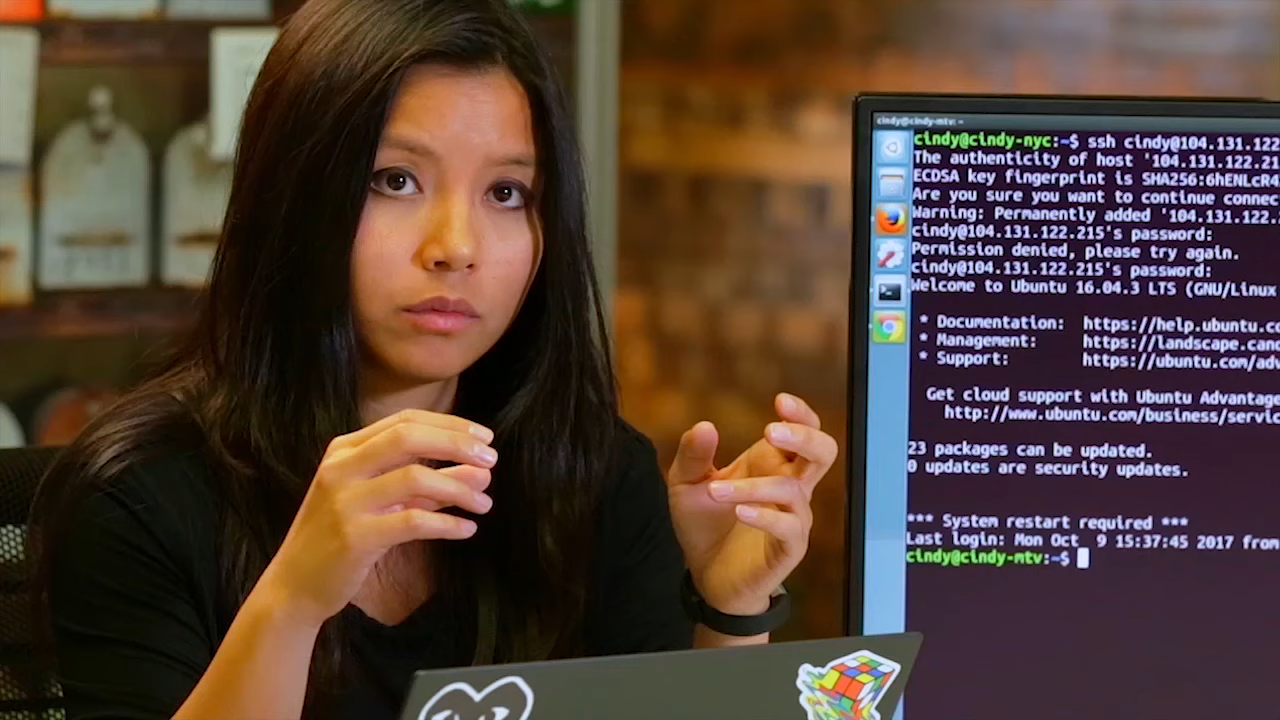 cindy@cindy-mtv: ~
cindy@cindy-nyc:~$ ssh cindy@104.131.122
The authenticity of host '104.131.122.21
ECDSA key fingerprint is SHA256:6hENLcR4
Are you sure you want to continue connec
Warning: Permanently added '104.131.122.
cindy@104.131.122.215's password:
Permission denied, please try again.
cindy@104.131.122.215's password:
Welcome to Ubuntu 16.04.3 LTS (GNU/Linux
* Documentation: https://help.ubuntu.co
* Management: https://landscape.cano
* Support: https://ubuntu.com/adv
Get cloud support with Ubuntu Advantage
http://www.ubuntu.com/business/servic
23 packages can be updated.
0 updates are security updates.
*** System restart required ***
Last login: Mon Oct 9 15:37:45 2017 from
cindy@cindy-mtv:~$